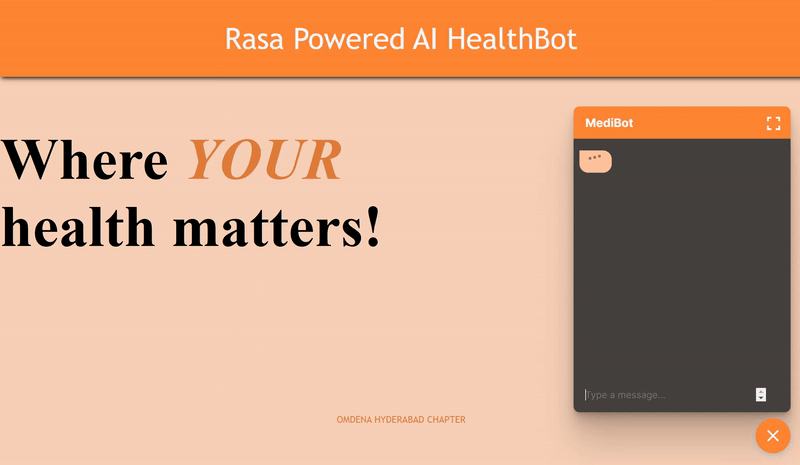 Rasa Powered AI HealthBot
Where YOUR
health matters!
MediBot
Type a message...
OMDENA HYDERABAD CHAPTER